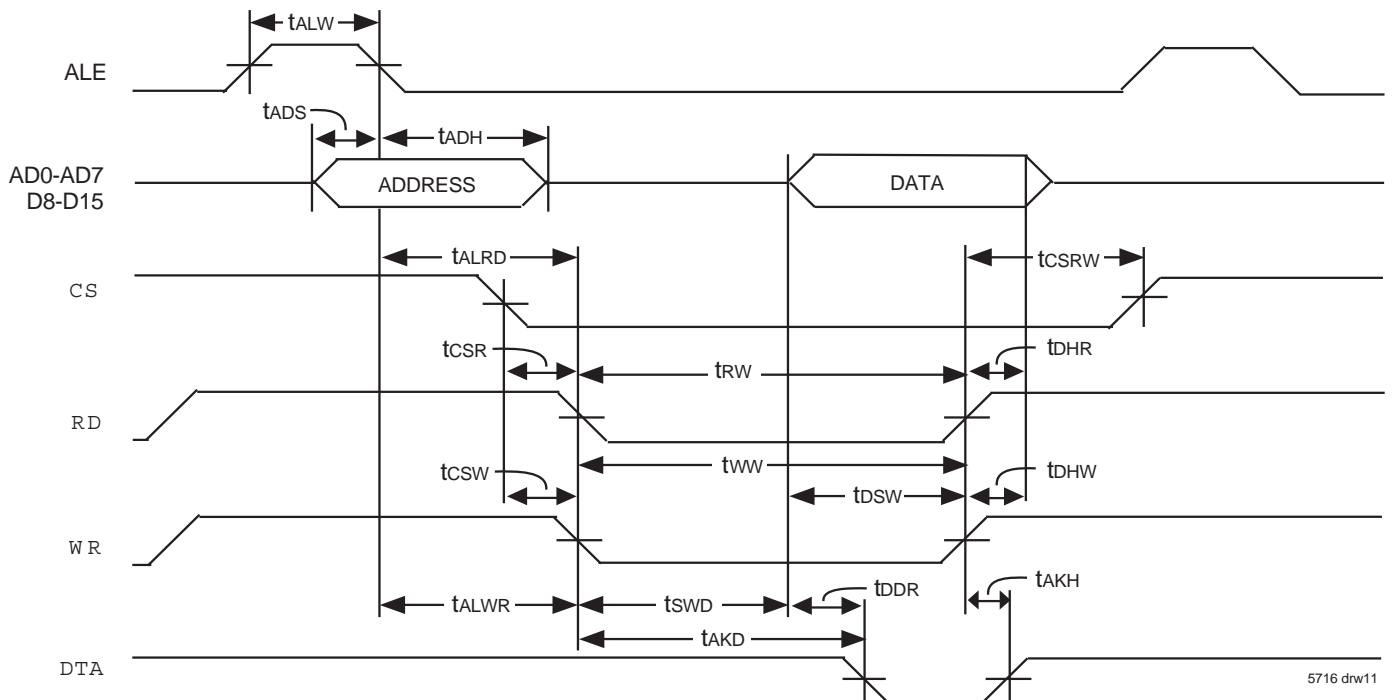 tALW
ALE
tADS
tADH
AD0-AD7
D8-D15
ADDRESS
DATA
tALRD
tCSRW
CS
tCSR
tRW
tDHR
RD
tCSW
tWW
tDHW
tDSW
WR
tALWR
tSWD
tDDR
tAKH
tAKD
DTA
5716 drw11